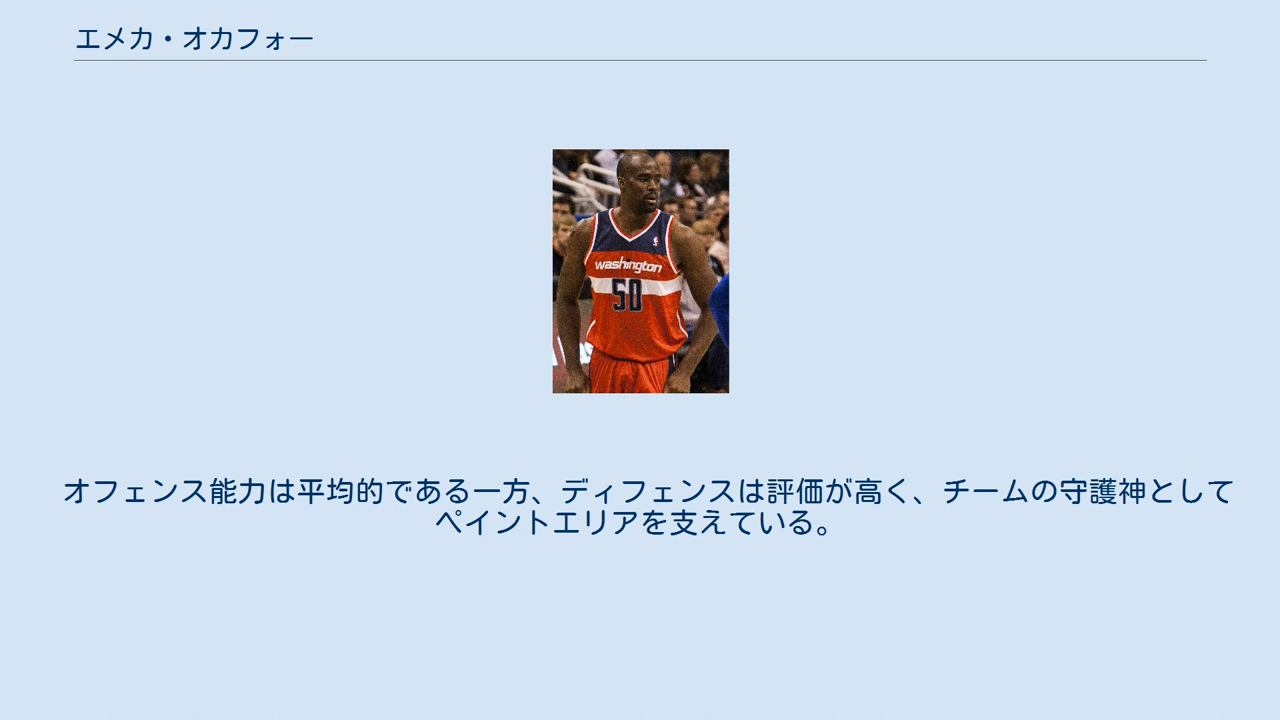 エメカ・オカフォー
washington
50
オフェンス能力は平均的である一方、ディフェンスは評価が高く、チームの守護神として
ペイントエリアを支えている。